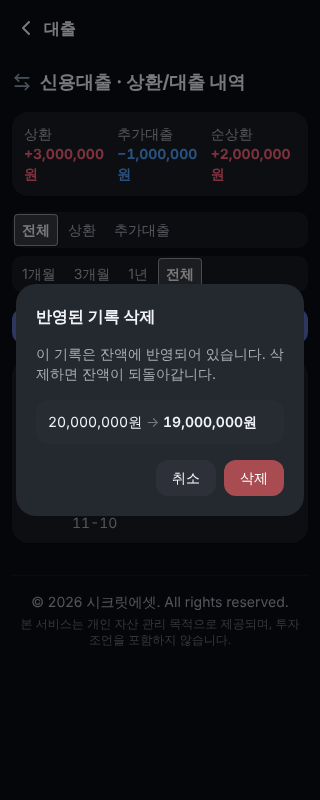 대출
신용대출 · 상환/대출 내역
상환 추가대출 순상환
+3,000,000 −1,000,000 +2,000,000
원 원 원
전체 상환 추가대출
1개월 3개월 1년 전체
반영된 기록 삭제
이 기록은 잔액에 반영되어 있습니다. 삭
제하면 잔액이 되돌아갑니다.
20,000,000원 → 19,000,000원
취소 삭제
11-10
© 2026 시크릿에셋. All rights reserved.
본 서비스는 개인 자산 관리 목적으로 제공되며, 투자
조언을 포함하지 않습니다.